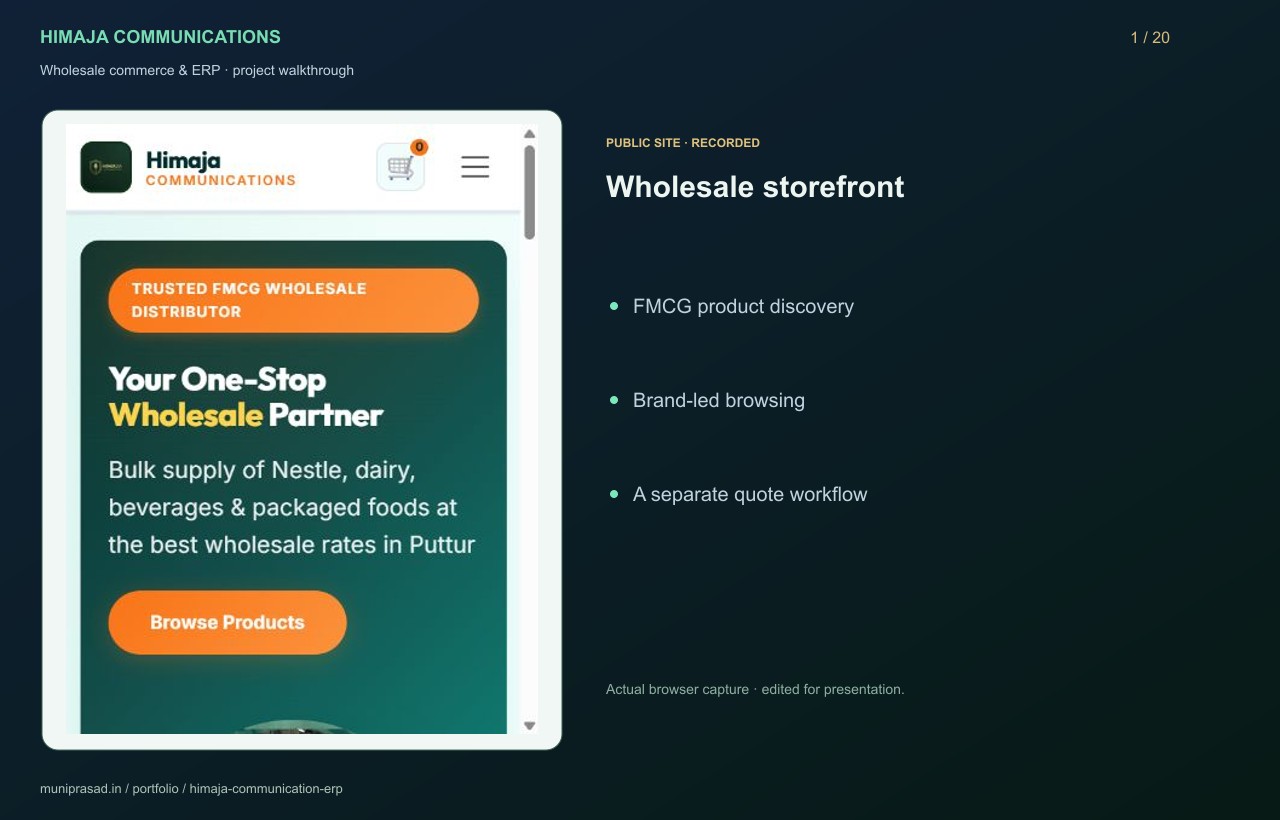 HIMAJA COMMUNICATIONS
1 / 20
Wholesale commerce & ERP · project walkthrough
Himaja
COMMUNICATIONS
0
TRUSTED FMCG WHOLESALE
DISTRIBUTOR
Your One-Stop
Wholesale Partner
Bulk supply of Nestle, dairy,
beverages & packaged foods at
the best wholesale rates in Puttur
Browse Products
PUBLIC SITE · RECORDED
Wholesale storefront
• FMCG product discovery
• Brand-led browsing
• A separate quote workflow
Actual browser capture · edited for presentation.
muniprasad.in / portfolio / himaja-communication-erp